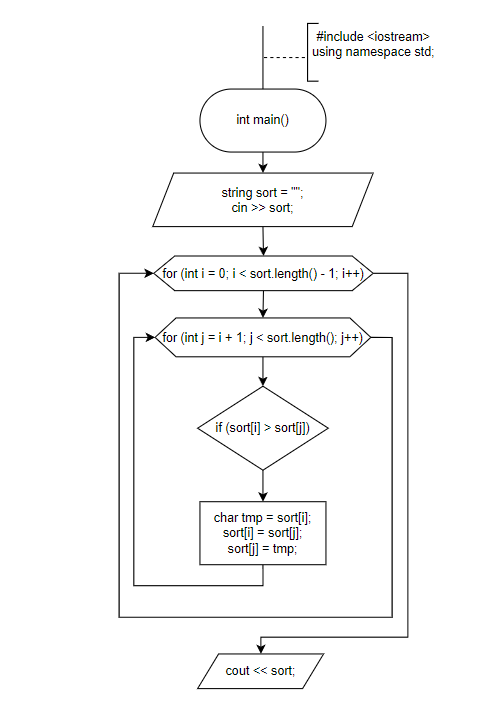 #include <iostream>
using namespace std;
int main()
string sort = "";
cin >> sort;
for (int i = 0; i < sort.length() - 1; i++)
for (int j = i + 1; j < sort.length(); j++)
if (sort[i] > sort[j])
char tmp = sort[i];
sort[i] = sort[j];
sort[j] = tmp;
cout << sort;